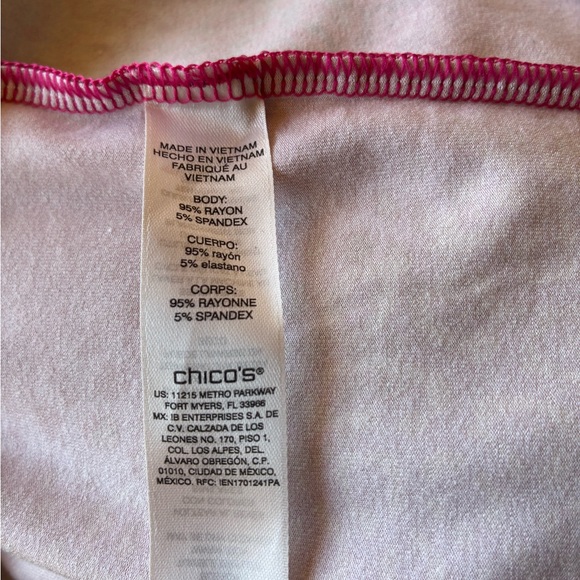 MADE IN VIETNAM
HECHO EN VIETNAM
FABRIQUÉ AU
VIETNAM
BODY:
95% RAYON
5% SPANDEX
CUERPO:
95% rayón
5% elastano
CORPS:
95% RAYONNE
5% SPANDEX
chico's®
US: 11215 METRO PARKWAY
FORT MYERS, FL 33966
MX: IB ENTERPRISES S.A. DE
C.V. CALZADA DE LOS
LEONES NO. 170, PISO 1,
COL. LOS ALPES, DEL.
ÁLVARO OBREGÓN, C.P.
01010, CIUDAD DE MÉXICO,
MÉXICO. RFC: IEN1701241PA